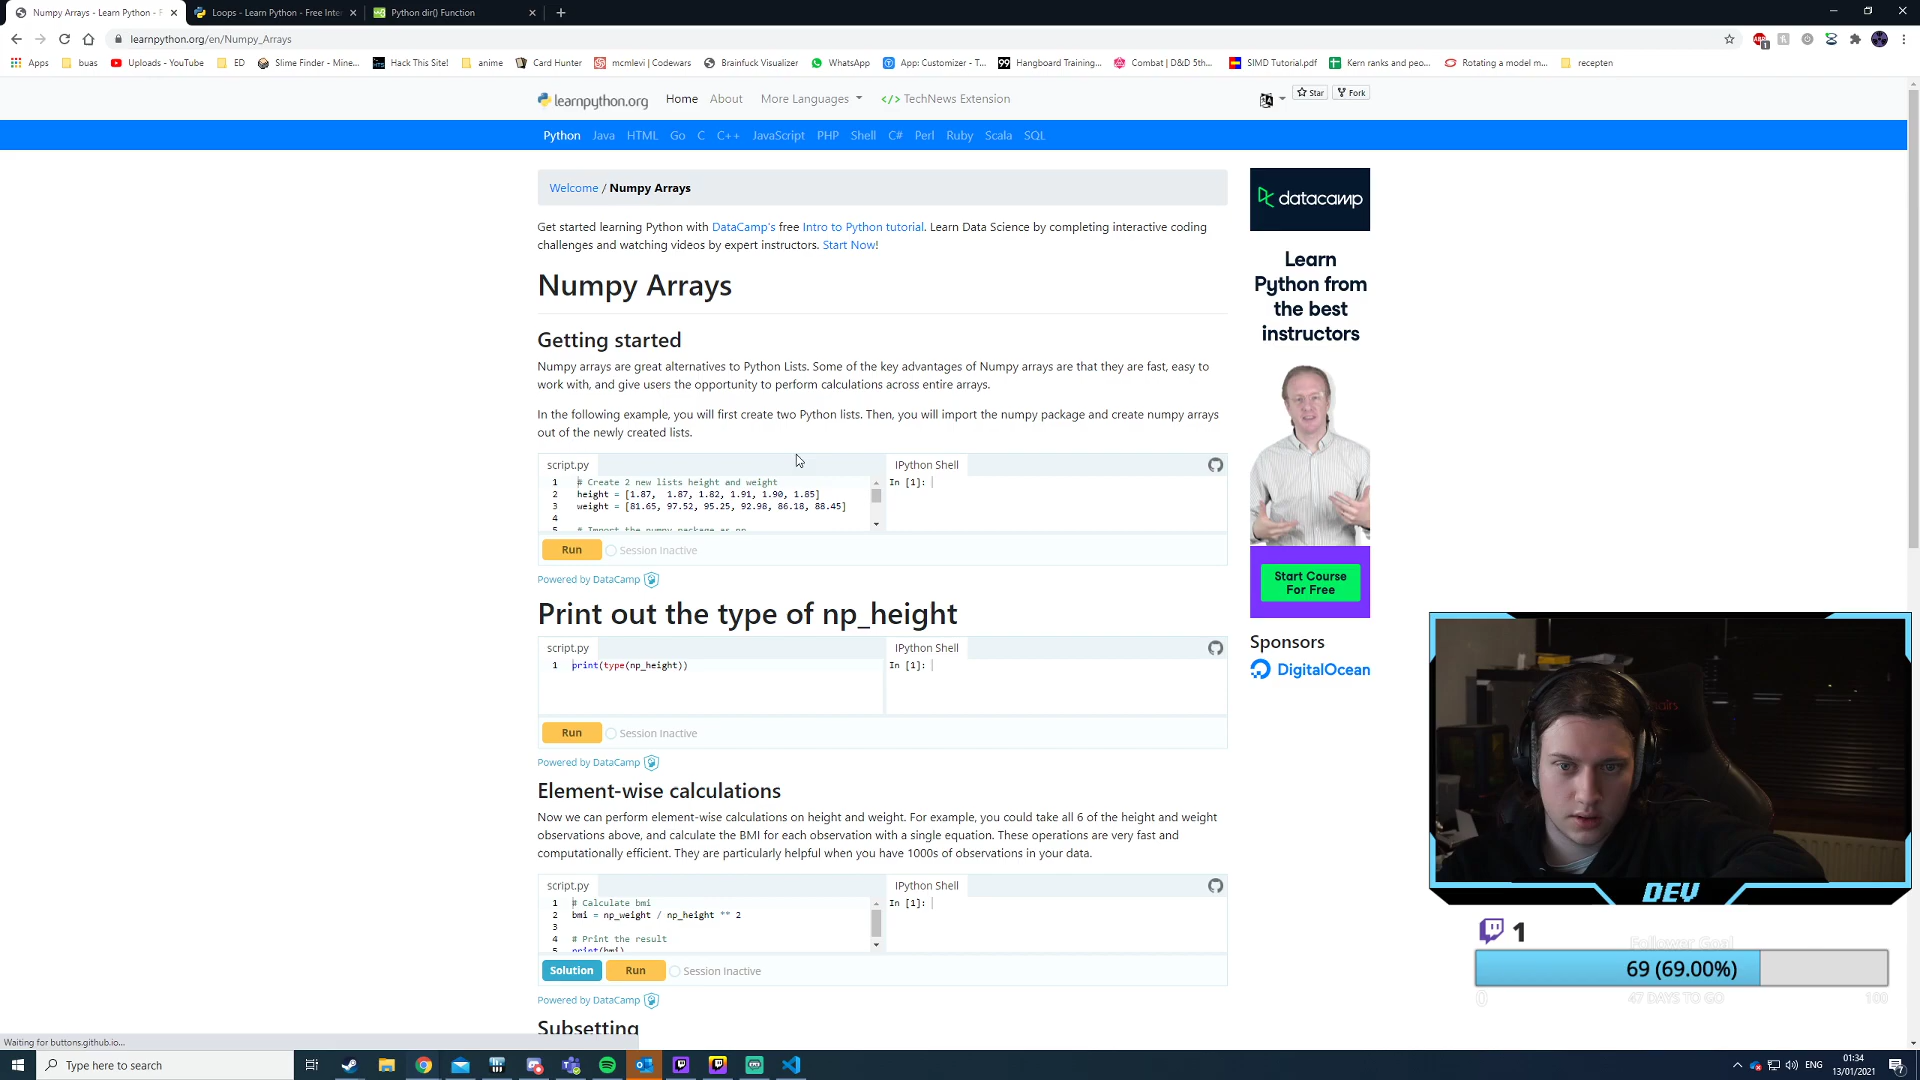 Numpy Arrays - Learn Python - F
Loops - Learn Python - Free Inte
Python dir() Function
learnpython.org/en/Numpy_Arrays
Apps
buas
Uploads - YouTube
ED
Slime Finder - Mine...
Hack This Site!
anime
Card Hunter
mcmlevi | Codewars
Brainfuck Visualizer
WhatsApp
App: Customizer - T...
Hangboard Training...
Combat | D&D 5th...
SIMD Tutorial.pdf
Kern ranks and peo...
Rotating a model m...
recepten
learnpython.org
Home
About
More Languages
</> TechNews Extension
Star
Fork
Python
Java
HTML
Go
C
C++
JavaScript
PHP
Shell
C#
Perl
Ruby
Scala
SQL
Welcome / Numpy Arrays
Get started learning Python with DataCamp's free Intro to Python tutorial. Learn Data Science by completing interactive coding
challenges and watching videos by expert instructors. Start Now!
Numpy Arrays
Getting started
Numpy arrays are great alternatives to Python Lists. Some of the key advantages of Numpy arrays are that they are fast, easy to
work with, and give users the opportunity to perform calculations across entire arrays.
In the following example, you will first create two Python lists. Then, you will import the numpy package and create numpy arrays
out of the newly created lists.
script.py
IPython Shell
1 # Create 2 new lists height and weight
2 height = [1.87, 1.87, 1.82, 1.91, 1.90, 1.85]
3 weight = [81.65, 97.52, 95.25, 92.98, 86.18, 88.45]
4
5 # Import the numpy package as np
In [1]:
Run
Session Inactive
Powered by DataCamp
Print out the type of np_height
script.py
IPython Shell
1 print(type(np_height))
In [1]:
Run
Session Inactive
Powered by DataCamp
Element-wise calculations
Now we can perform element-wise calculations on height and weight. For example, you could take all 6 of the height and weight
observations above, and calculate the BMI for each observation with a single equation. These operations are very fast and
computationally efficient. They are particularly helpful when you have 1000s of observations in your data.
script.py
IPython Shell
1 # Calculate bmi
2 bmi = np_weight / np_height ** 2
3
4 # Print the result
5 print(bmi)
In [1]:
Solution
Run
Session Inactive
Powered by DataCamp
Subsetting
datacamp
Learn
Python from
the best
instructors
Start Course
For Free
Sponsors
DigitalOcean
DEV
1
Follower Goal
69 (69.00%)
0
47 DAYS TO GO
100
Waiting for buttons.github.io...
Type here to search
ENG
01:34
13/01/2021